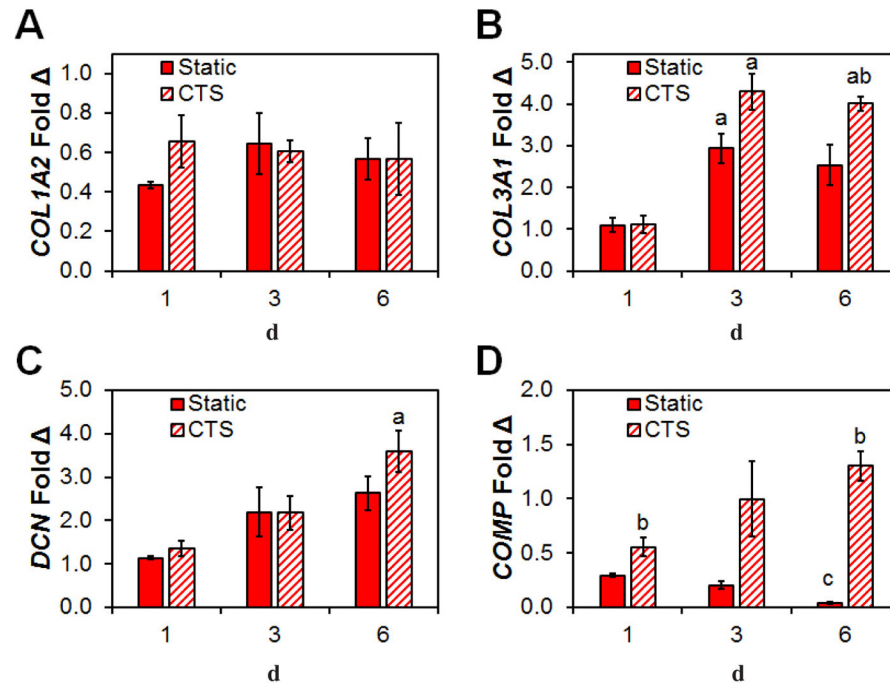 A
COL1A2 Fold Δ
1.0
0.8
0.6
0.4
0.2
0.0
Static
CTS
1 3 6
d
B
COL3A1 Fold Δ
5.0
4.0
3.0
2.0
1.0
0.0
Static
CTS
a
a
ab
1 3 6
d
C
DCN Fold Δ
5.0
4.0
3.0
2.0
1.0
0.0
Static
CTS
a
1 3 6
d
D
COMP Fold Δ
2.0
1.5
1.0
0.5
0.0
Static
CTS
b
c
b
1 3 6
d